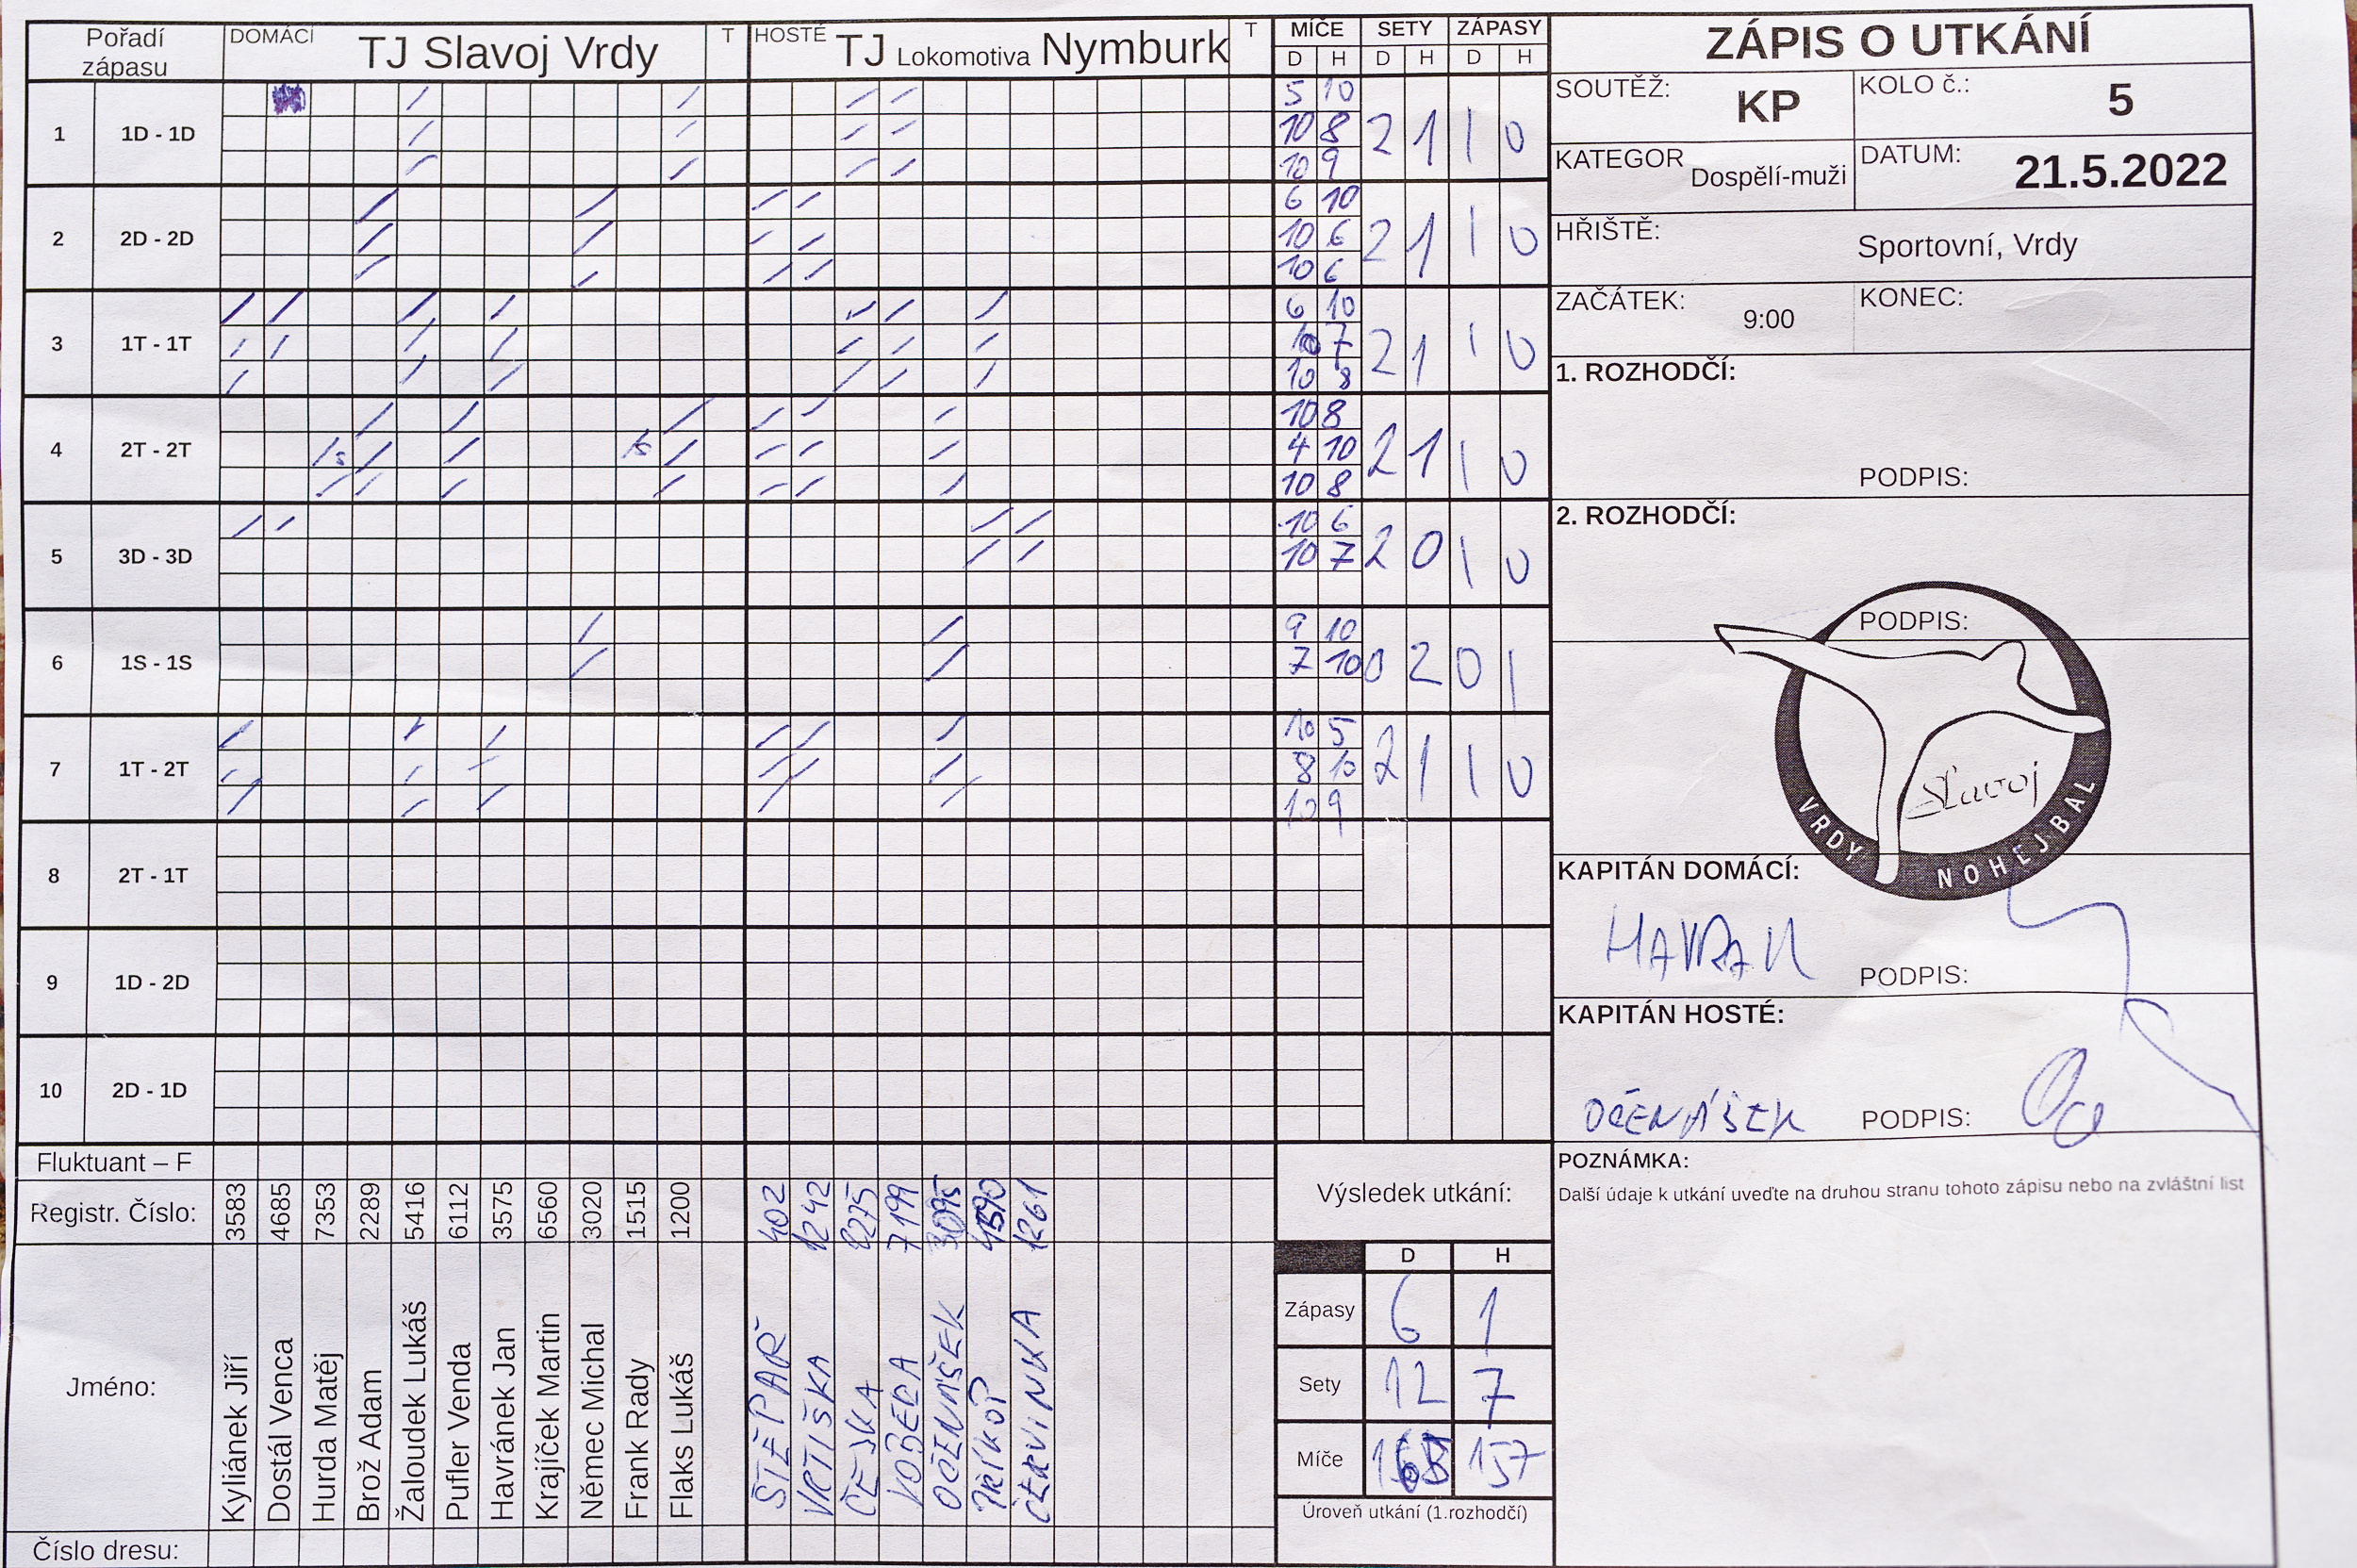 Pořadí zápasu DOMÁCÍ TJ Slavoj Vrdy T HOSTÉ TJ Lokomotiva Nymburk T MÍČE SETY ZÁPASY
D H D H D H
ZÁPIS O UTKÁNÍ
SOUTĚŽ: KP KOLO č.: 5
KATEGOR Dospělí-muži DATUM: 21.5.2022
HŘIŠTĚ: Sportovní, Vrdy
ZAČÁTEK: 9:00 KONEC:
1. ROZHODČÍ:
PODPIS:
2. ROZHODČÍ:
PODPIS:
1 1D - 1D 5 10 2 1 1 0
10 8
10 9
2 2D - 2D 6 10 2 1 1 0
10 6
10 6
3 1T - 1T 6 10 2 1 1 0
10 7
10 8
4 2T - 2T 10 8 2 1 1 0
4 10
10 8
5 3D - 3D 10 6 2 0 1 0
10 7
6 1S - 1S 9 10 0 2 0 1
7 10
7 1T - 2T 10 5 2 1 1 0
8 10
10 9
8 2T - 1T
9 1D - 2D
10 2D - 1D
Slavoj
VRDY NOHEJBAL
KAPITÁN DOMÁCÍ:
HAVRAN PODPIS:
KAPITÁN HOSTÉ:
OČENÁŠEK PODPIS:
POZNÁMKA:
Další údaje k utkání uveďte na druhou stranu tohoto zápisu nebo na zvláštní list
Fluktuant – F
Registr. Číslo: 3583 4685 7353 2289 5416 6112 3575 6560 3020 1515 1200 402 1242 7199 1261
Jméno: Kyliánek Jiří Dostál Venca Hurda Matěj Brož Adam Žaloudek Lukáš Pufler Venda Havránek Jan Krajíček Martin Němec Michal Frank Rady Flaks Lukáš ŠTĚPAŘ VRTIŠKA OČENÁŠEK ČERVINKA
Číslo dresu:
Výsledek utkání:
D H
Zápasy 6 1
Sety 12 7
Míče 157
Úroveň utkání (1.rozhodčí)